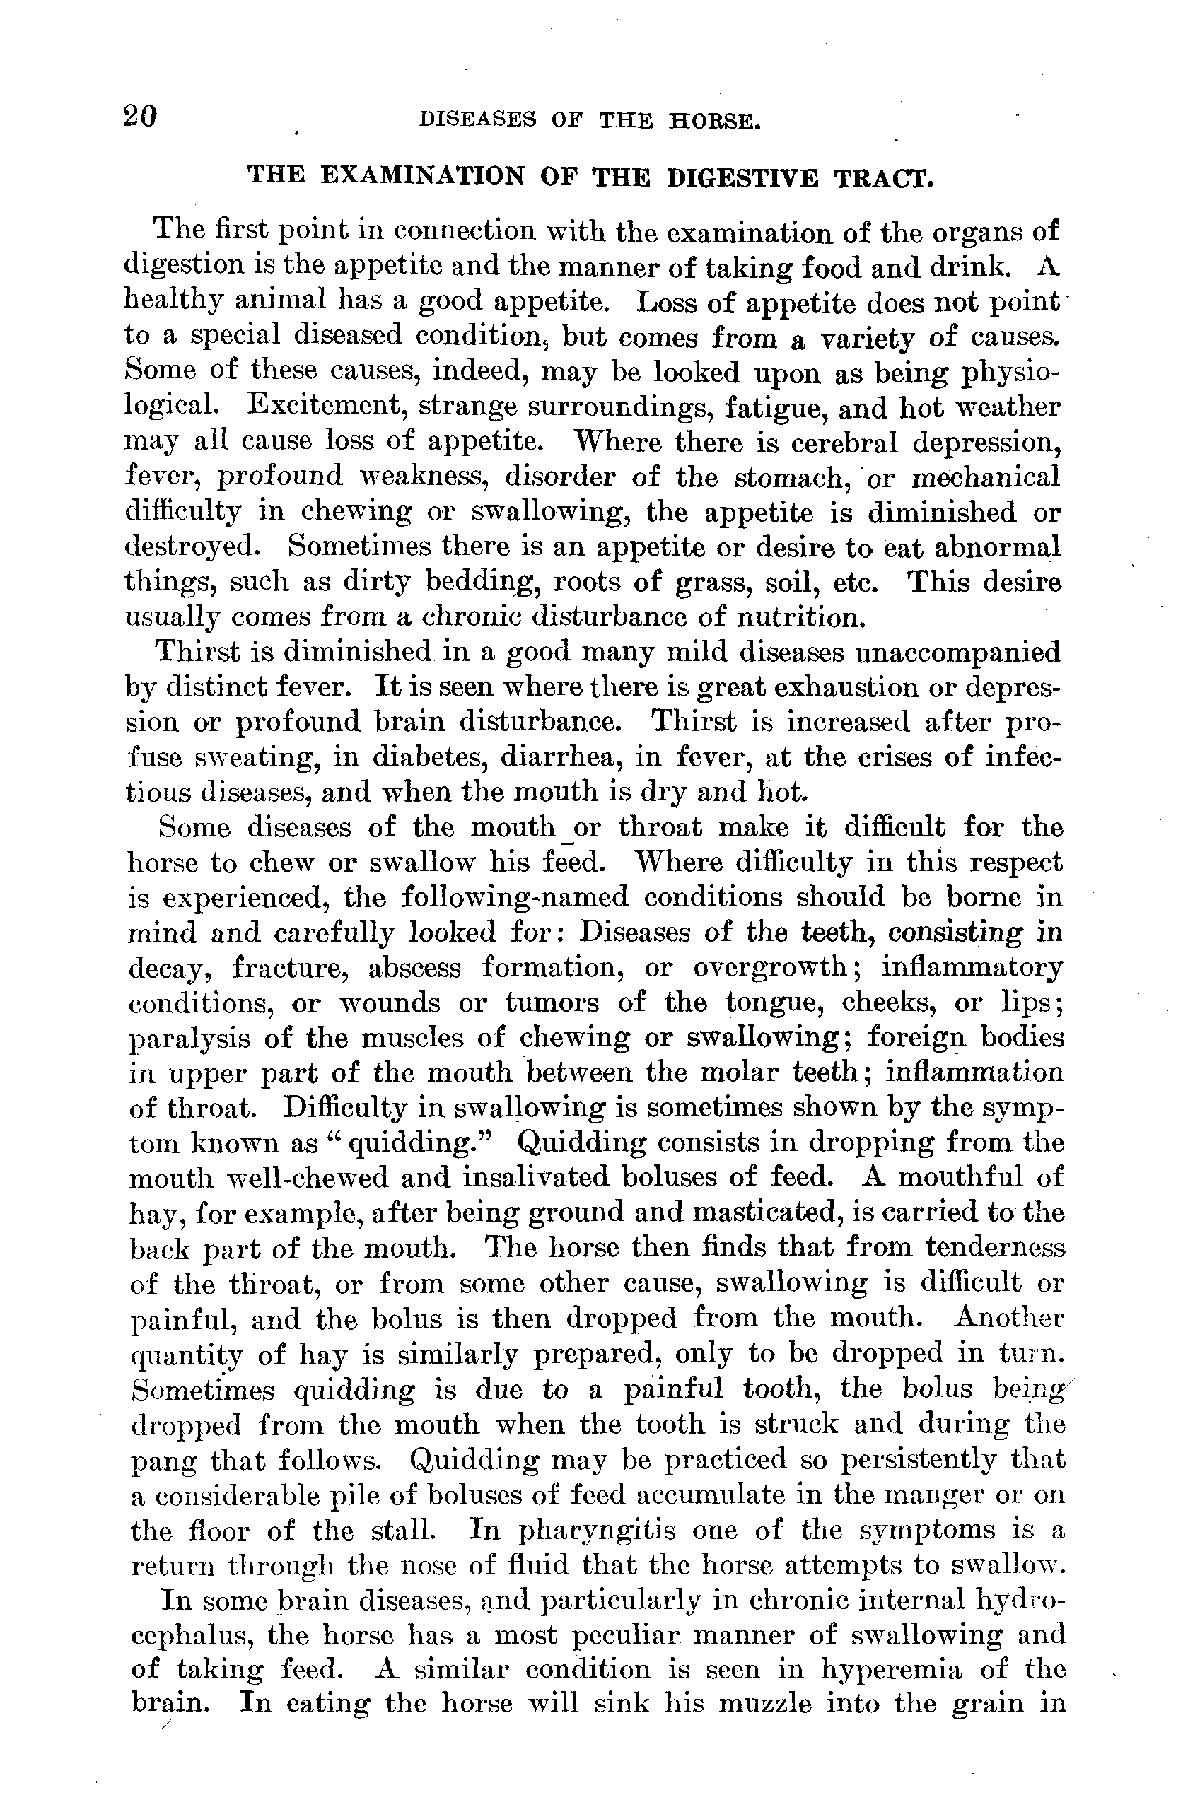 20 DISEASES OF THE HORSE.
THE EXAMINATION OF THE DIGESTIVE TRACT.
The first point in connection with the examination of the organs of
digestion is the appetite and the manner of taking food and drink. A
healthy animal has a good appetite. Loss of appetite does not point
to a special diseased condition, but comes from a variety of causes.
Some of these causes, indeed, may be looked upon as being physio-
logical. Excitement, strange surroundings, fatigue, and hot weather
may all cause loss of appetite. Where there is cerebral depression,
fever, profound weakness, disorder of the stomach, or mechanical
difficulty in chewing or swallowing, the appetite is diminished or
destroyed. Sometimes there is an appetite or desire to eat abnormal
things, such as dirty bedding, roots of grass, soil, etc. This desire
usually comes from a chronic disturbance of nutrition.
Thirst is diminished in a good many mild diseases unaccompanied
by distinct fever. It is seen where there is great exhaustion or depres-
sion or profound brain disturbance. Thirst is increased after pro-
fuse sweating, in diabetes, diarrhea, in fever, at the crises of infec-
tious diseases, and when the mouth is dry and hot.
Some diseases of the mouth or throat make it difficult for the
horse to chew or swallow his feed. Where difficulty in this respect
is experienced, the following-named conditions should be borne in
mind and carefully looked for: Diseases of the teeth, consisting in
decay, fracture, abscess formation, or overgrowth; inflammatory
conditions, or wounds or tumors of the tongue, cheeks, or lips;
paralysis of the muscles of chewing or swallowing; foreign bodies
in upper part of the mouth between the molar teeth; inflammation
of throat. Difficulty in swallowing is sometimes shown by the symp-
tom known as "quidding." Quidding consists in dropping from the
mouth well-chewed and insalivated boluses of feed. A mouthful of
hay, for example, after being ground and masticated, is carried to the
back part of the mouth. The horse then finds that from tenderness
of the throat, or from some other cause, swallowing is difficult or
painful, and the bolus is then dropped from the mouth. Another
quantity of hay is similarly prepared, only to be dropped in turn.
Sometimes quidding is due to a painful tooth, the bolus being
dropped from the mouth when the tooth is struck and during the
pang that follows. Quidding may be practiced so persistently that
a considerable pile of boluses of feed accumulate in the manger or on
the floor of the stall. In pharyngitis one of the symptoms is a
return through the nose of fluid that the horse attempts to swallow.
In some brain diseases, and particularly in chronic internal hydro-
cephalus, the horse has a most peculiar manner of swallowing and
of taking feed. A similar condition is seen in hyperemia of the
brain. In eating the horse will sink his muzzle into the grain in